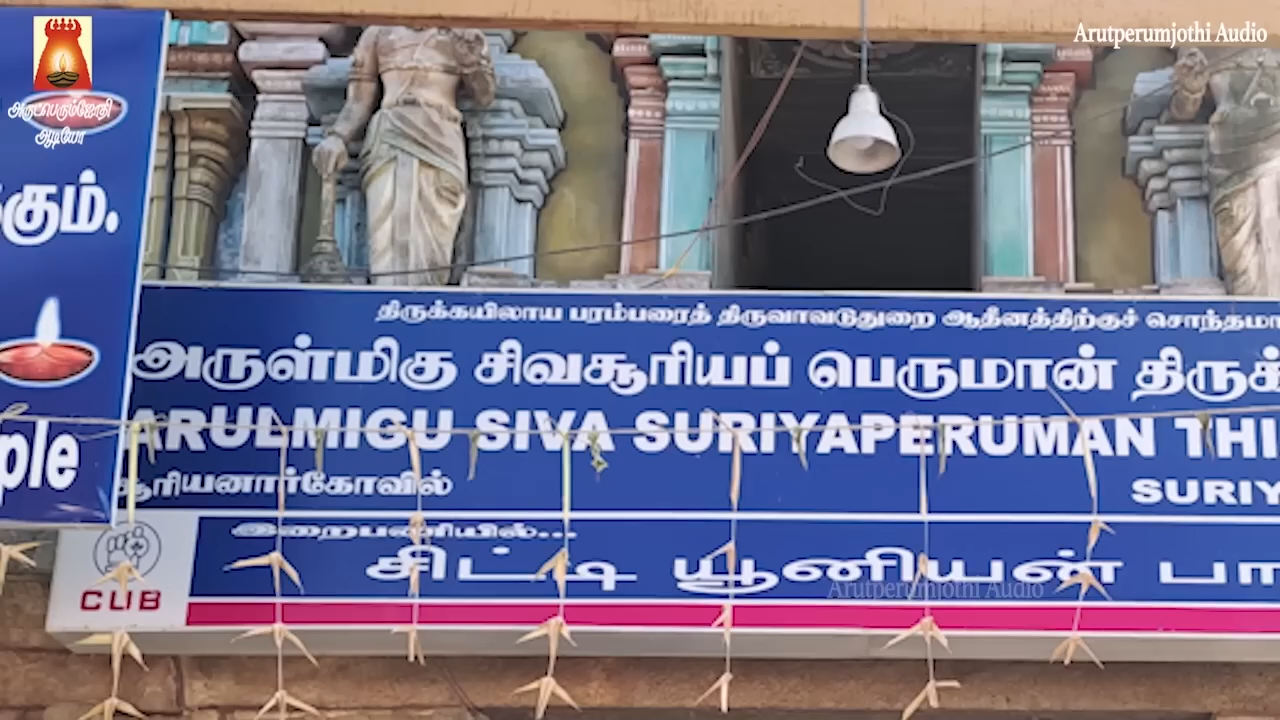 Arutperumjothi Audio
அருட்பெரும்ஜோதி
ஆடியோ
கும்.
ple
திருக்கயிலாய பரம்பரைத் திருவாவடுதுறை ஆதீனத்திற்குச் சொந்தமா
அருள்மிகு சிவசூரியப் பெருமான் திருக்
ARULMIGU SIVA SURIYAPERUMAN THI
சூரியனார்கோவில்
SURIY
இறைபணியில்...
சிட்டி யூனியன் பா
CUB
Arutperumjothi Audio